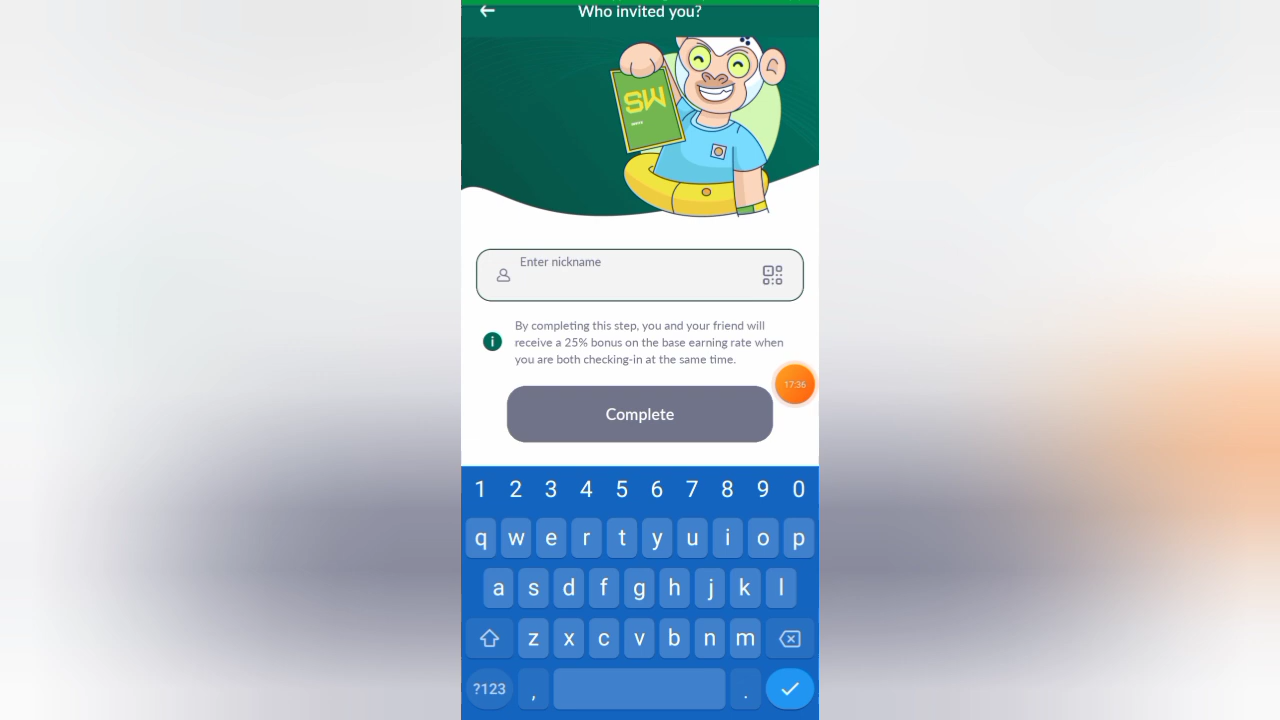 Who invited you?
SW
Enter nickname
By completing this step, you and your friend will
receive a 25% bonus on the base earning rate when
you are both checking-in at the same time.
17:36
Complete
1 2 3 4 5 6 7 8 9 0
q w e r t y u i o p
a s d f g h j k l
z x c v b n m
?123 , .